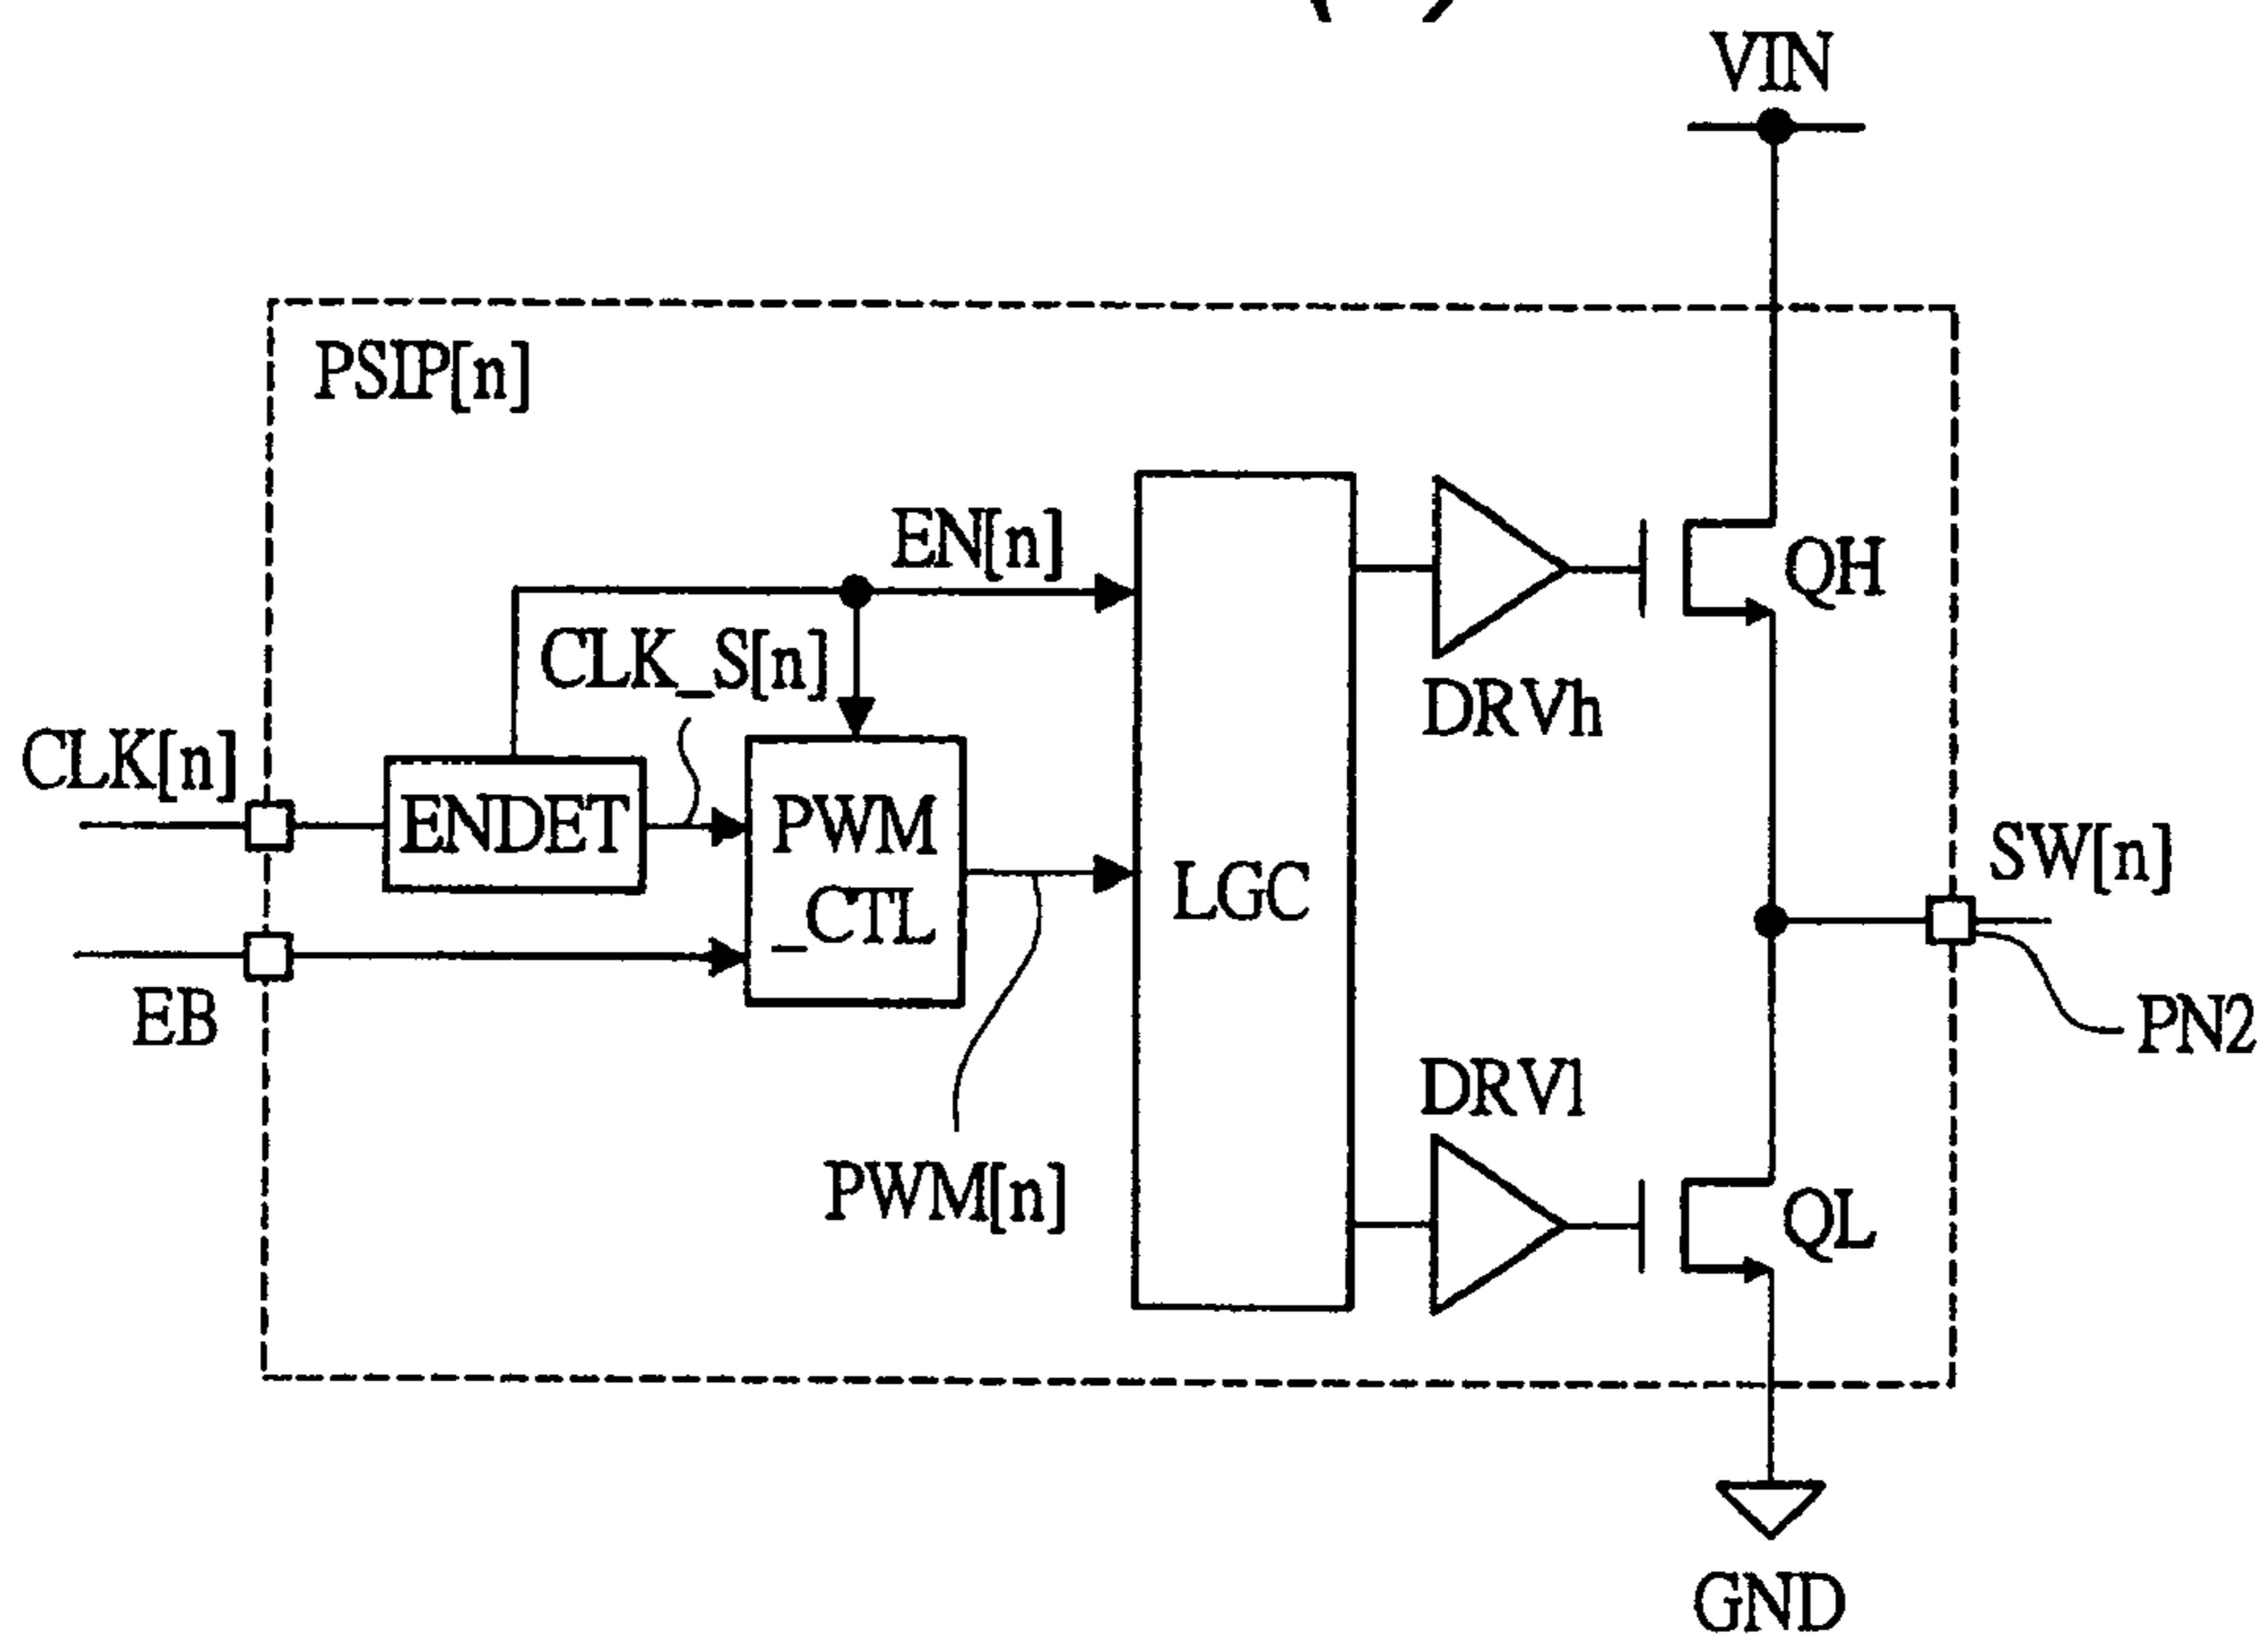 VIN
PSIP[n]
EN[n]
QH
CLK_S[n]
DRVh
CLK[n]
ENDET
PWM
_CTL
LGC
SW[n]
EB
PN2
DRVl
PWM[n]
QL
GND